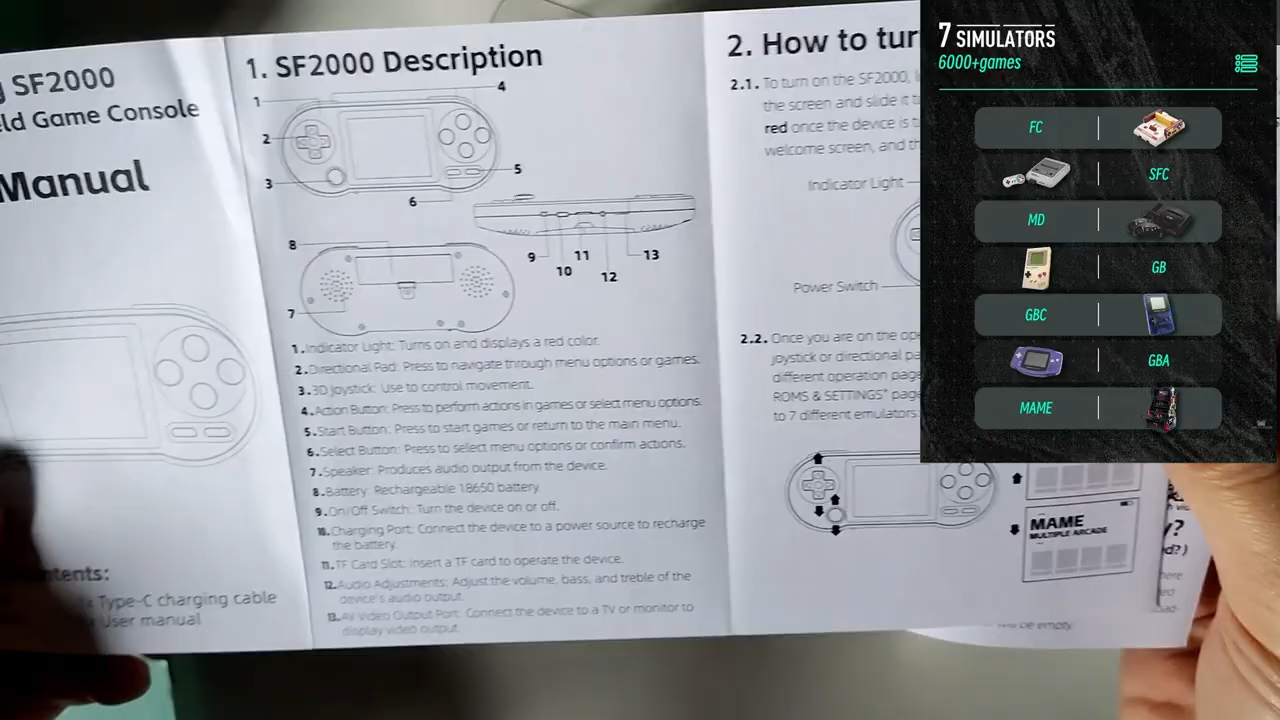 SF2000
eld Game Console
Manual
tents:
Type-C charging cable
User manual
1. SF2000 Description
1
2
3
4
5
6
7
8
9
10
11
12
13
1.Indicator Light: Turns on and displays a red color.
2.Directional Pad: Press to navigate through menu options or games.
3.3D Joystick: Use to control movement.
4.Action Button: Press to perform actions in games or select menu options.
5.Start Button: Press to start games or return to the main menu.
6.Select Button: Press to select menu options or confirm actions.
7.Speaker: Produces audio output from the device.
8.Battery: Rechargeable 18650 battery
9.On/Off Switch: Turn the device on or off.
10.Charging Port: Connect the device to a power source to recharge
the battery.
11.TF Card Slot: Insert a TF card to operate the device.
12.Audio Adjustments: Adjust the volume, bass, and treble of the
device's audio output.
13.AV Video Output Port: Connect the device to a TV or monitor to
display video output.
2. How to tur
2.1. To turn on the SF2000, l
the screen and slide it t
red once the device is t
welcome screen, and th
Indicator Light
Power Switch
2.2. Once you are on the ope
joystick or directional pa
different operation page
ROMS & SETTINGS" page
to 7 different emulators
MAME
MULTIPLE ARCADE
y?
d?)
here
ed
oad-
will be empty.
7 SIMULATORS
6000+games
FC
SFC
MD
GB
GBC
GBA
MAME